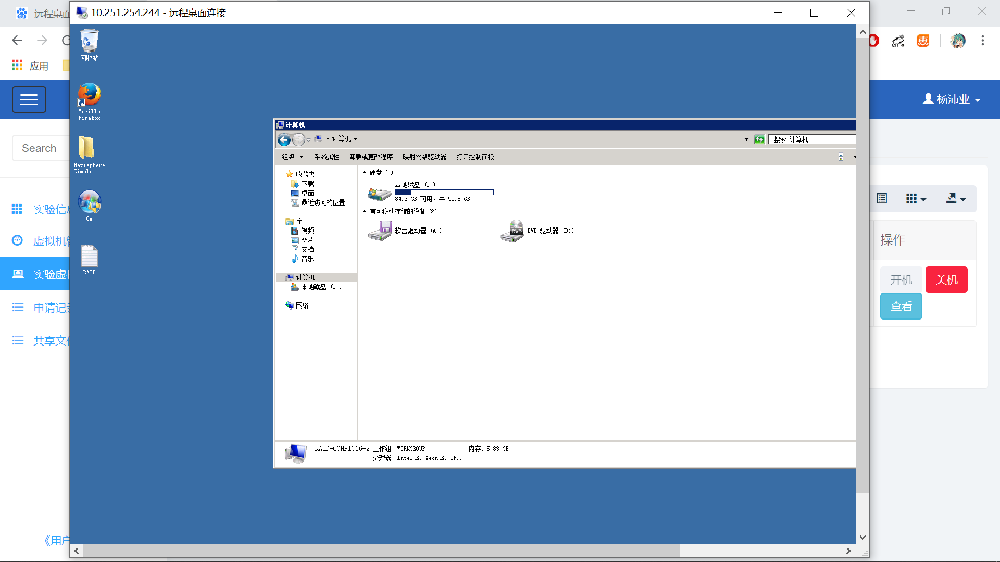 远程桌面
10.251.254.244 - 远程桌面连接
英
en
惠
应用
杨沛业
Search
实验信息
虚拟机管
实验虚拟
申请记录
共享文件
《用户
操作
开机
关机
查看
回收站
Mozilla
Firefox
Navisphere
Simulat...
CW
RAID
计算机
计算机
搜索 计算机
组织
系统属性
卸载或更改程序
映射网络驱动器
打开控制面板
收藏夹
下载
桌面
最近访问的位置
库
视频
图片
文档
音乐
计算机
本地磁盘 (C:)
网络
硬盘 (1)
本地磁盘 (C:)
84.3 GB 可用，共 99.8 GB
有可移动存储的设备 (2)
软盘驱动器 (A:)
DVD
DVD 驱动器 (D:)
RAID-CONFIG16-2 工作组: WORKGROUP
内存: 5.83 GB
处理器: Intel(R) Xeon(R) CP...